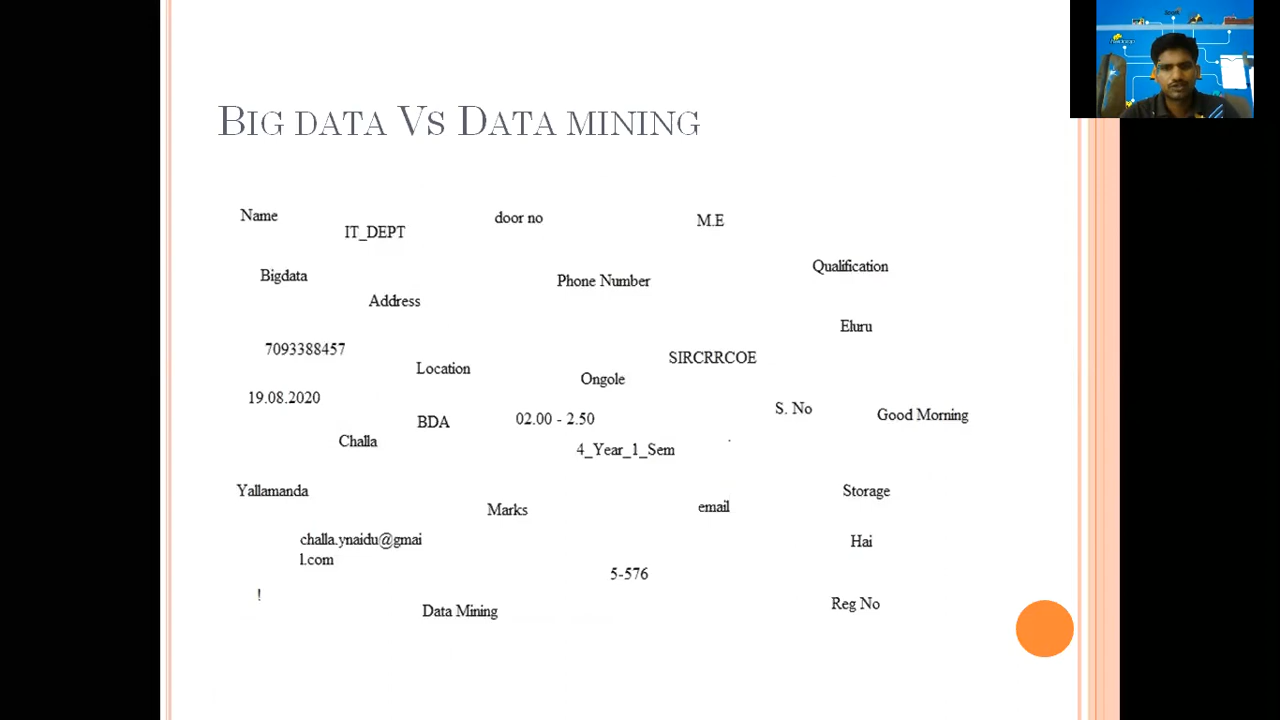 BIG DATA VS DATA MINING
Name
door no
M.E
IT_DEPT
Qualification
Bigdata
Phone Number
Address
Eluru
7093388457
SIRCRRCOE
Location
Ongole
19.08.2020
S. No
Good Morning
BDA
02.00 - 2.50
Challa
4_Year_1_Sem
Yallamanda
Storage
Marks
email
challa.ynaidu@gmai
l.com
Hai
5-576
!
Reg No
Data Mining